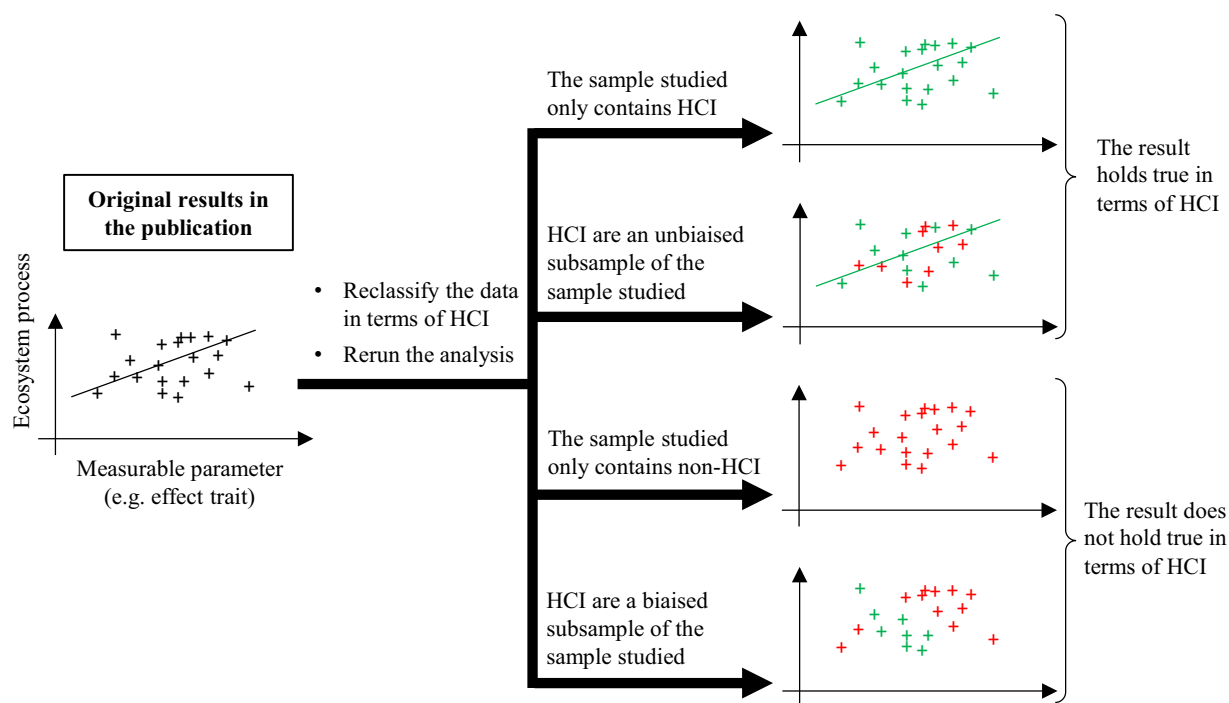 Original results in
the publication
Ecosystem process
Measurable parameter
(e.g. effect trait)
• Reclassify the data
in terms of HCI
• Rerun the analysis
The sample studied
only contains HCI
HCI are an unbiaised
subsample of the
sample studied
The sample studied
only contains non-HCI
HCI are a biaised
subsample of the
sample studied
The result
holds true in
terms of HCI
The result does
not hold true in
terms of HCI